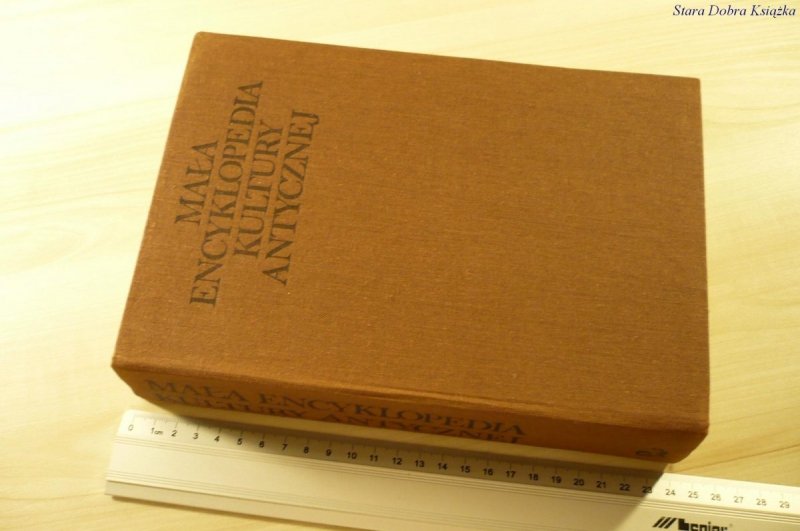 Stara Dobra Książka
MAŁA
ENCYKLOPEDIA
KULTURY
ANTYCZNEJ
MAŁA ENCYKLOPEDIA
KULTURY ANTYCZNEJ
0 1cm 2 3 4 5 6 7 8 9 10 11 12 13 14 15 16 17 18 19 20 21 22 23 24 25 26 27 28 29